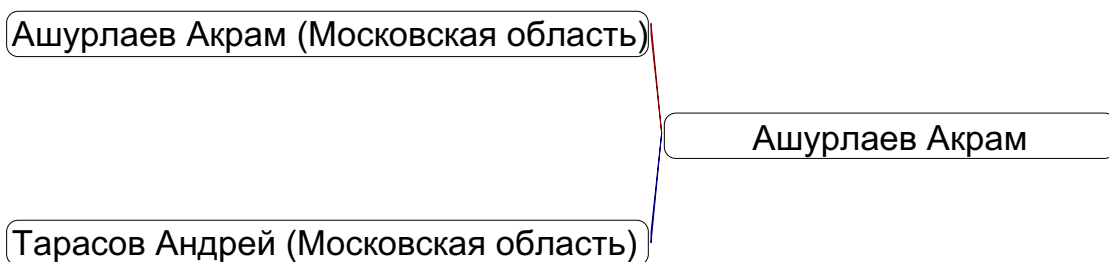 Ашурлаев Акрам (Московская область)
Ашурлаев Акрам
Тарасов Андрей (Московская область)